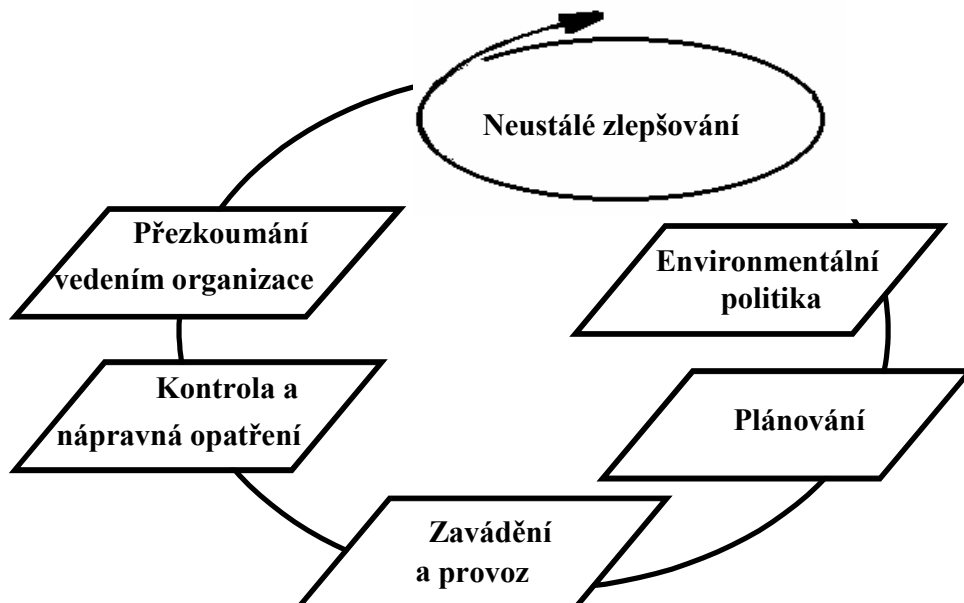 Neustálé zlepšování
Přezkoumání
vedením organizace
Environmentální
politika
Kontrola a
nápravná opatření
Plánování
Zavádění
a provoz